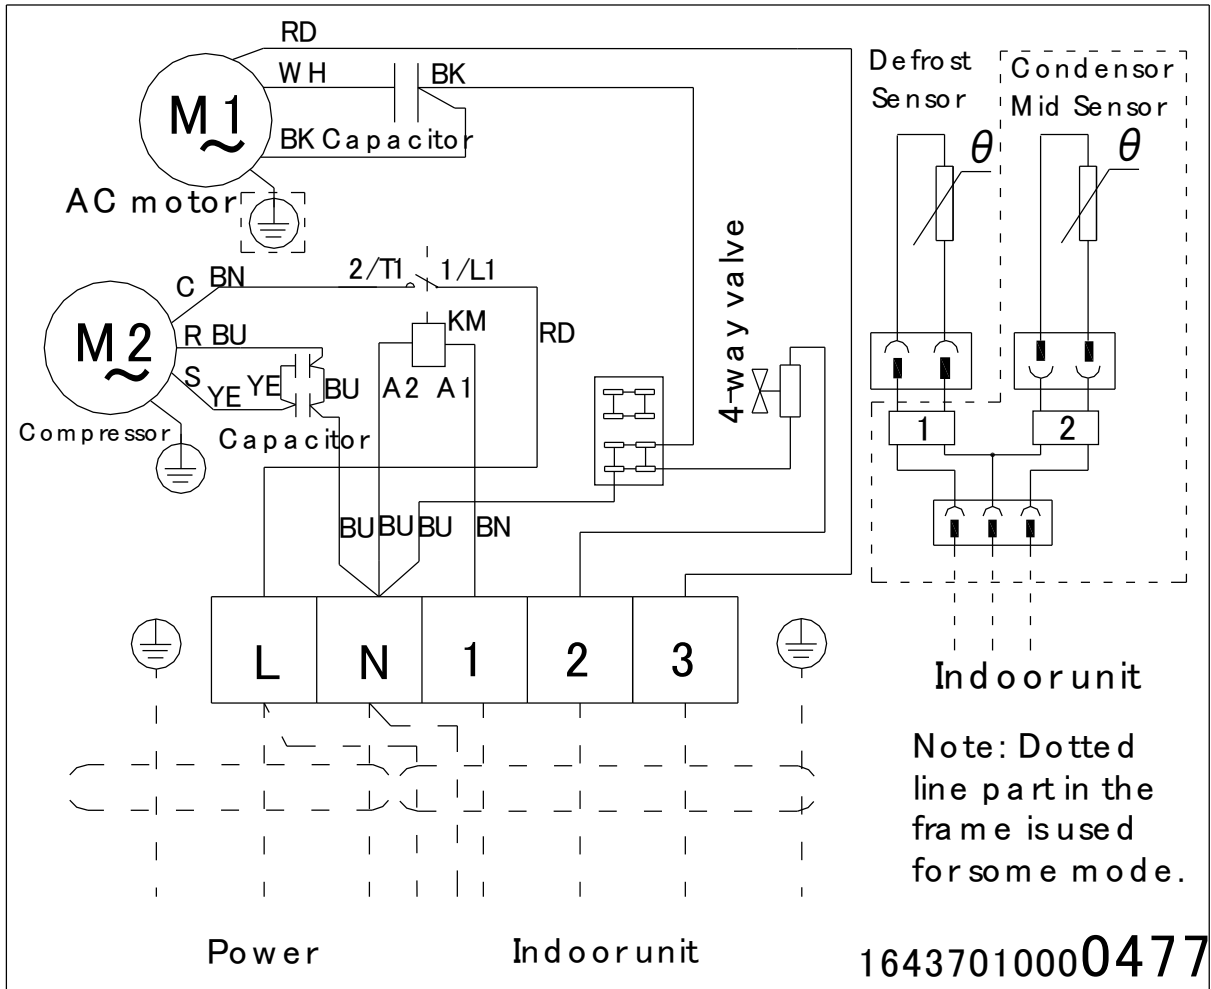 RD
WH
BK
M1
~
BK Capacitor
AC motor
Defrost
Sensor
Condensor
Mid Sensor
θ
θ
4-way valve
C BN
2/T1 1/L1
KM
RD
M2
~
R BU
S
YE
YE
BU
A2 A1
Compressor
Capacitor
1
2
BU
BU
BU
BN
L N 1 2 3
Indoor unit
Note: Dotted
line part in the
frame is used
for some mode.
Power
Indoor unit
16437010000477